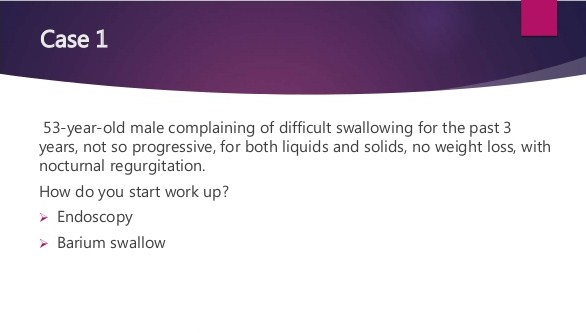 Case 1
53-year-old male complaining of difficult swallowing for the past 3
years, not so progressive, for both liquids and solids, no weight loss, with
nocturnal regurgitation.
How do you start work up?
Endoscopy
Barium swallow